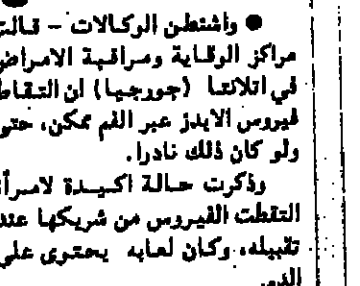 ● واشنطن الوكالات - قالت
مراكز الوقاية ومراقبة الامراض
في اتلانتا (جورجيا) ان التقاط
فيروس الايدز عبر الفم ممكن، حتى
ولو كان ذلك نادرا.
وذكرت حالة اكيدة لامرأة
التقطت الفيروس من شريكها عند
تقبيله، وكان لعابه يحتوى على
الدم.